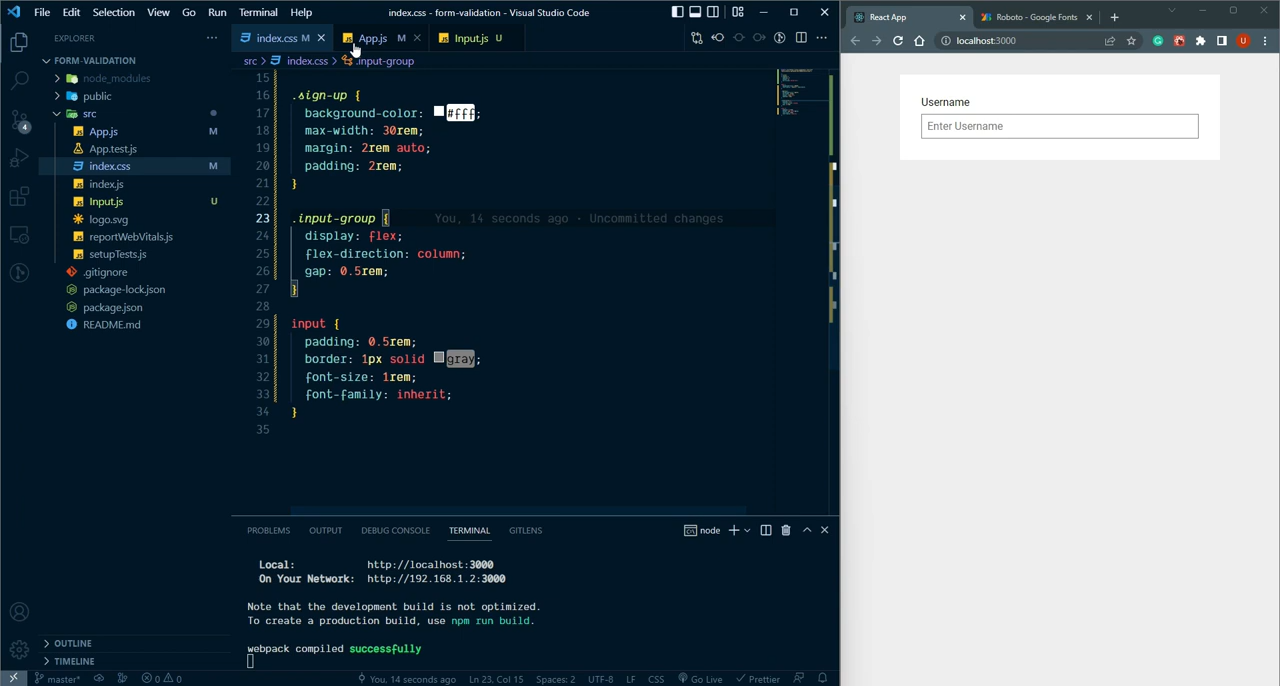 File Edit Selection View Go Run Terminal Help
index.css - form-validation - Visual Studio Code
EXPLORER
FORM-VALIDATION
node_modules
public
src
App.js M
App.test.js
index.css M
index.js
Input.js U
logo.svg
reportWebVitals.js
setupTests.js
.gitignore
package-lock.json
package.json
README.md
OUTLINE
TIMELINE
4
index.css M
App.js M
Input.js U
src > index.css > .input-group
15
16 .sign-up {
17 background-color: #fff;
18 max-width: 30rem;
19 margin: 2rem auto;
20 padding: 2rem;
21 }
22
23 .input-group { You, 14 seconds ago • Uncommitted changes
24 display: flex;
25 flex-direction: column;
26 gap: 0.5rem;
27 }
28
29 input {
30 padding: 0.5rem;
31 border: 1px solid gray;
32 font-size: 1rem;
33 font-family: inherit;
34 }
35
PROBLEMS OUTPUT DEBUG CONSOLE TERMINAL GITLENS
node
Local: http://localhost:3000
On Your Network: http://192.168.1.2:3000
Note that the development build is not optimized.
To create a production build, use npm run build.
webpack compiled successfully
master* 0 0 You, 14 seconds ago Ln 23, Col 15 Spaces: 2 UTF-8 LF CSS Go Live Prettier
React App
Roboto - Google Fonts
localhost:3000
U
Username
Enter Username